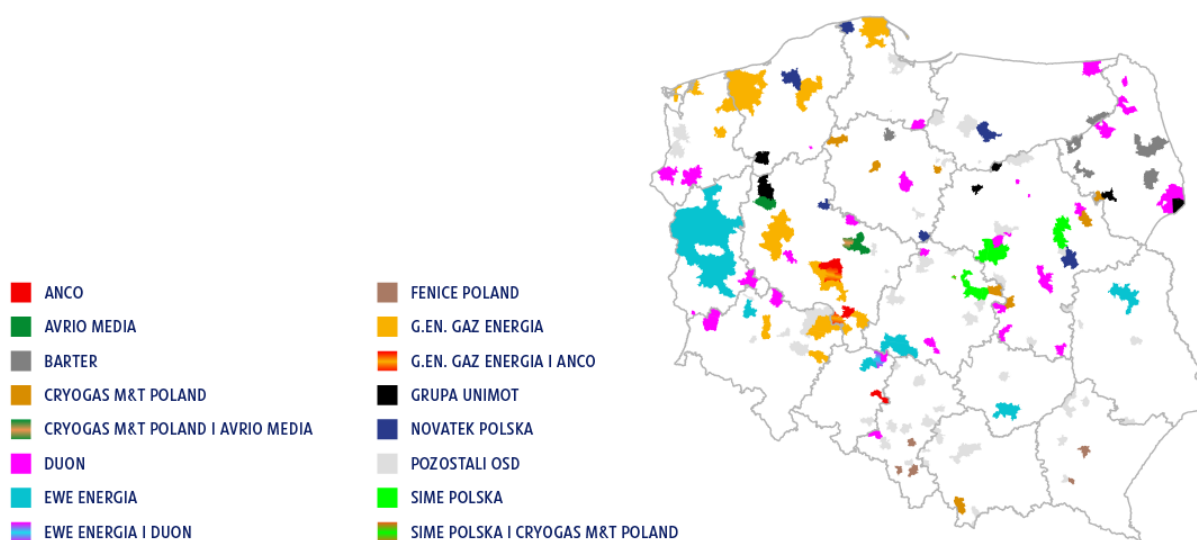 ANCO
AVRIO MEDIA
BARTER
CRYOGAS M&T POLAND
CRYOGAS M&T POLAND I AVRIO MEDIA
DUON
EWE ENERGIA
EWE ENERGIA I DUON
FENICE POLAND
G.EN. GAZ ENERGIA
G.EN. GAZ ENERGIA I ANCO
GRUPA UNIMOT
NOVATEK POLSKA
POZOSTALI OSD
SIME POLSKA
SIME POLSKA I CRYOGAS M&T POLAND